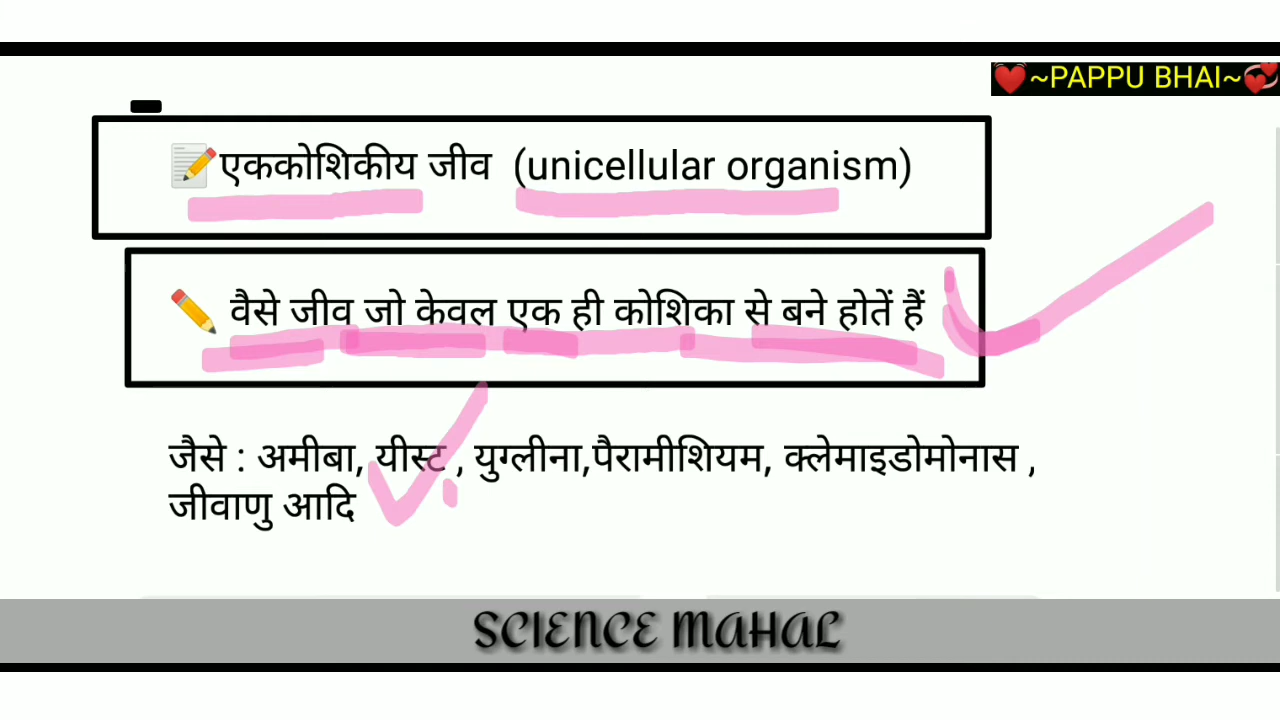 💓~PAPPU BHAI~💞
📝एककोशिकीय जीव (unicellular organism)
✏️ वैसे जीव जो केवल एक ही कोशिका से बने होतें हैं
जैसे : अमीबा, यीस्ट , युग्लीना,पैरामीशियम, क्लेमाइडोमोनास ,
जीवाणु आदि
SCIENCE MAHAL